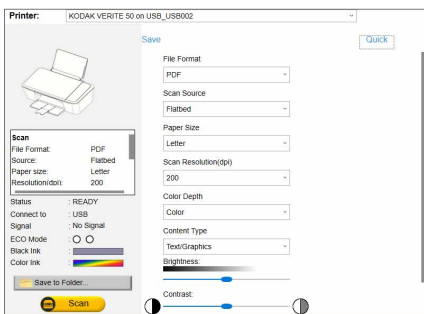 Printer: KODAK VERITE 50 on USB_USB002
Save
Quick
File Format
PDF
Scan Source
Flatbed
Paper Size
Letter
Scan Resolution(dpi)
200
Color Depth
Color
Content Type
Text/Graphics
Brightness:
Contrast:
Scan
File Format: PDF
Source: Flatbed
Paper size: Letter
Resolution(dpi): 200
Status : READY
Connect to : USB
Signal : No Signal
ECO Mode :
Black Ink :
Color Ink :
Save to Folder...
Scan